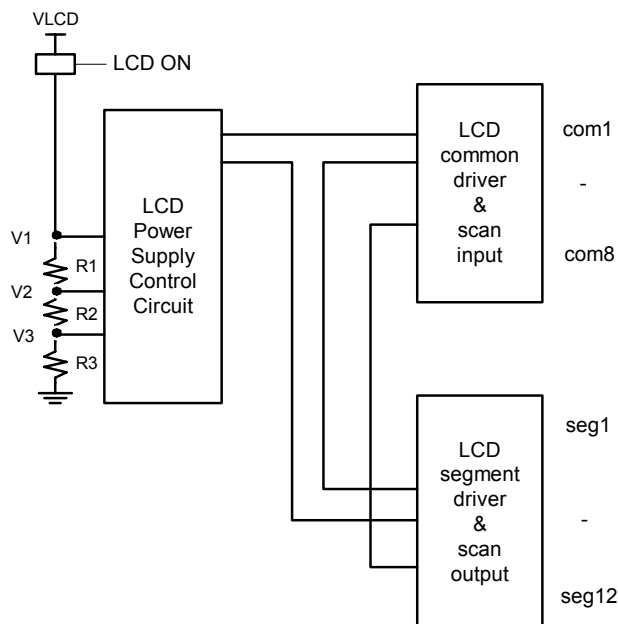 VLCD
LCD ON
V1
R1
V2
R2
V3
R3
LCD
Power
Supply
Control
Circuit
LCD
common
driver
&
scan
input
com1
-
com8
LCD
segment
driver
&
scan
output
seg1
-
seg12